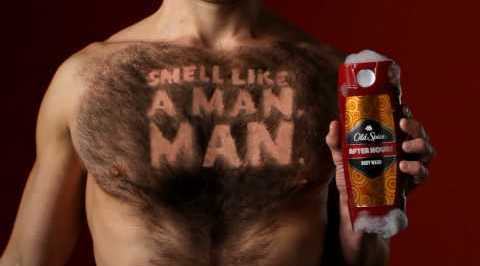 SMELL LIKE
A MAN,
MAN.
Old Spice
AFTER HOURS
BODY WASH